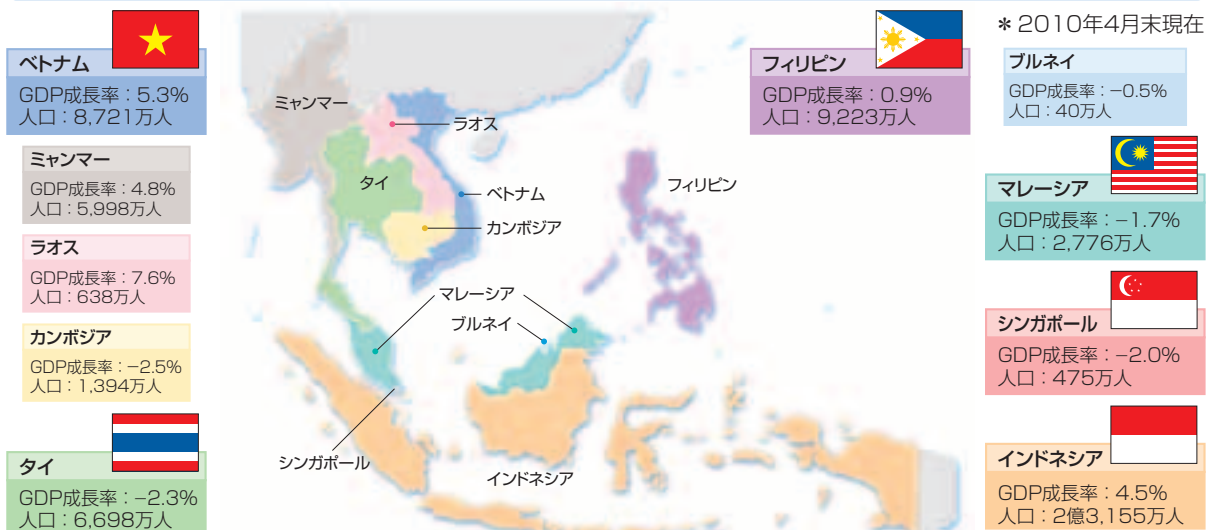 ＊2010年4月末現在
ベトナム
GDP成長率：5.3%
人口：8,721万人
ミャンマー
GDP成長率：4.8%
人口：5,998万人
ラオス
GDP成長率：7.6%
人口：638万人
カンボジア
GDP成長率：−2.5%
人口：1,394万人
タイ
GDP成長率：−2.3%
人口：6,698万人
ミャンマー
ラオス
タイ
ベトナム
カンボジア
フィリピン
マレーシア
ブルネイ
シンガポール
インドネシア
フィリピン
GDP成長率：0.9%
人口：9,223万人
ブルネイ
GDP成長率：−0.5%
人口：40万人
マレーシア
GDP成長率：−1.7%
人口：2,776万人
シンガポール
GDP成長率：−2.0%
人口：475万人
インドネシア
GDP成長率：4.5%
人口：2億3,155万人